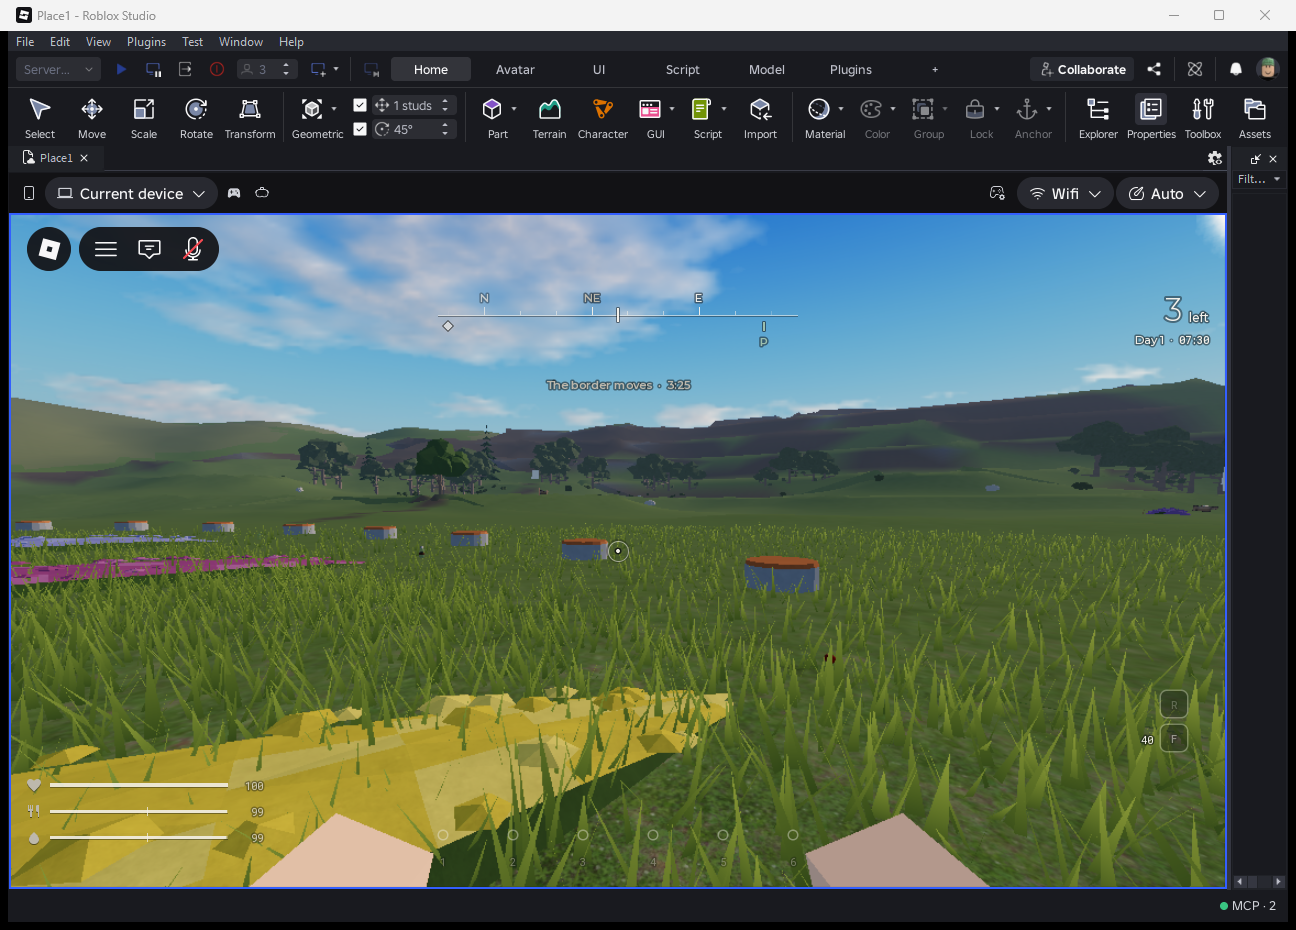 Place1 - Roblox Studio
File Edit View Plugins Test Window Help
Server... 3 Home Avatar UI Script Model Plugins + Collaborate
1 studs
45°
Select Move Scale Rotate Transform Geometric Part Terrain Character GUI Script Import Material Color Group Lock Anchor Explorer Properties Toolbox Assets
Place1
Filt...
Current device Wifi Auto
N NE E
P
3 left
Day 1 · 07:30
The border moves · 3:25
R
40 F
100
99
99
1 2 3 4 5 6
MCP · 2